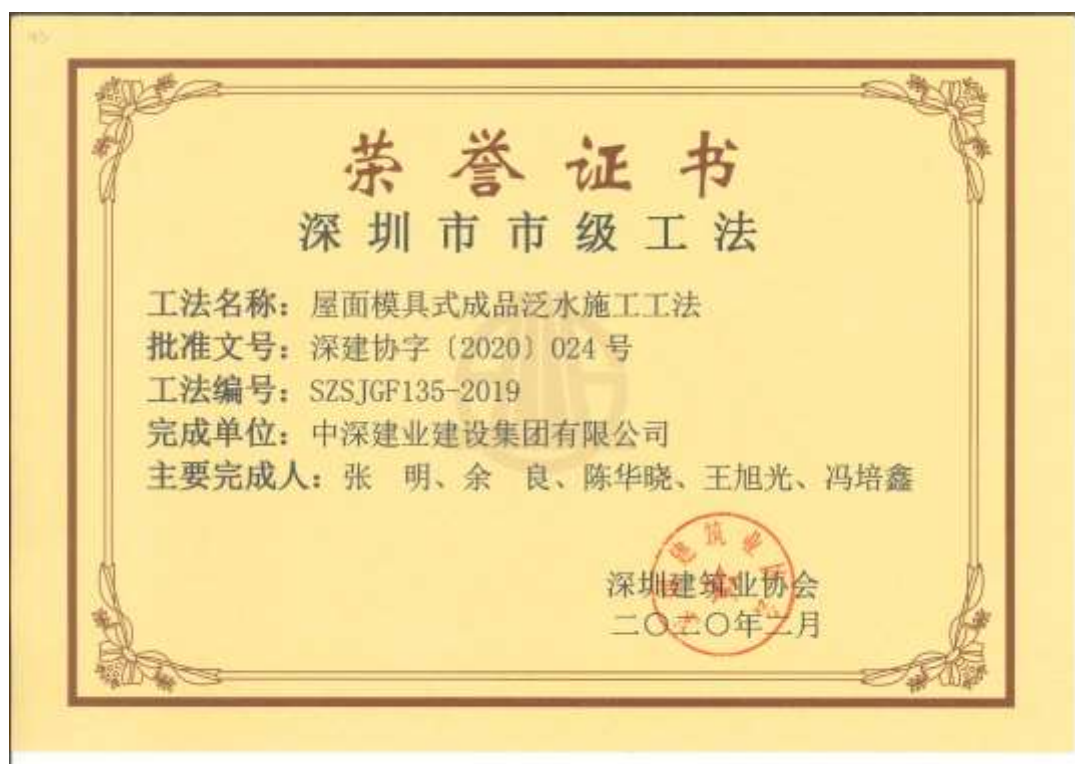 荣誉证书
深圳市市级工法
工法名称：屋面模具式成品泛水施工工法
批准文号：深建协字〔2020〕024号
工法编号：SZSJGF135-2019
完成单位：中深建业建设集团有限公司
主要完成人：张　明、余　良、陈华晓、王旭光、冯培鑫
深圳建筑业协会
二〇二〇年二月